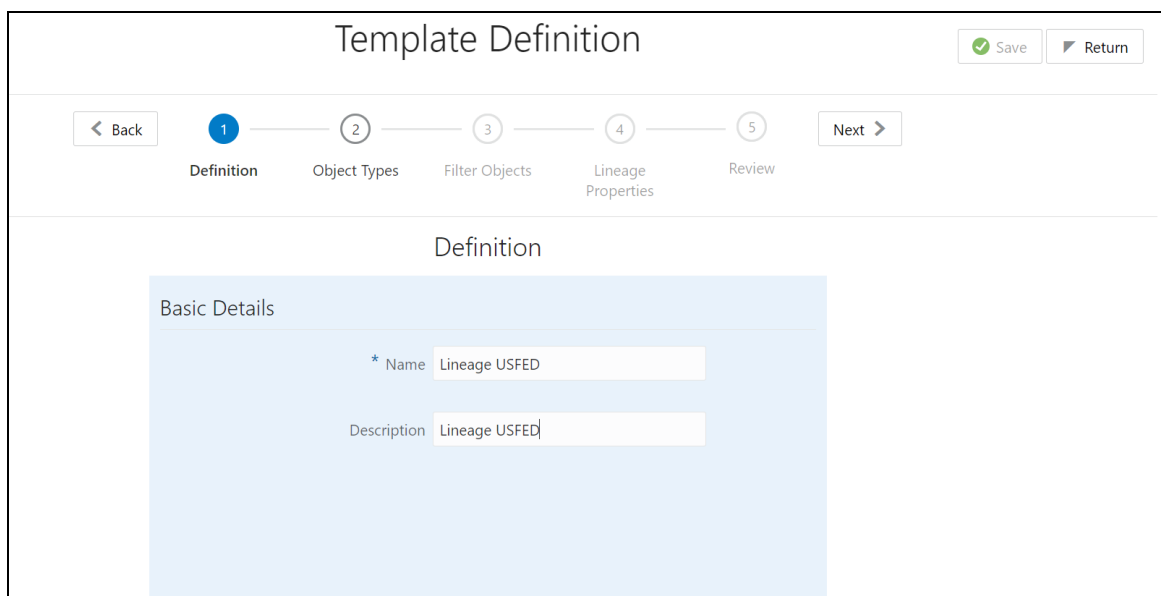 Template Definition
Save
Return
Back
1
2
3
4
5
Next
Definition
Object Types
Filter Objects
Lineage
Properties
Review
Definition
Basic Details
* Name
Lineage USFED
Description
Lineage USFED